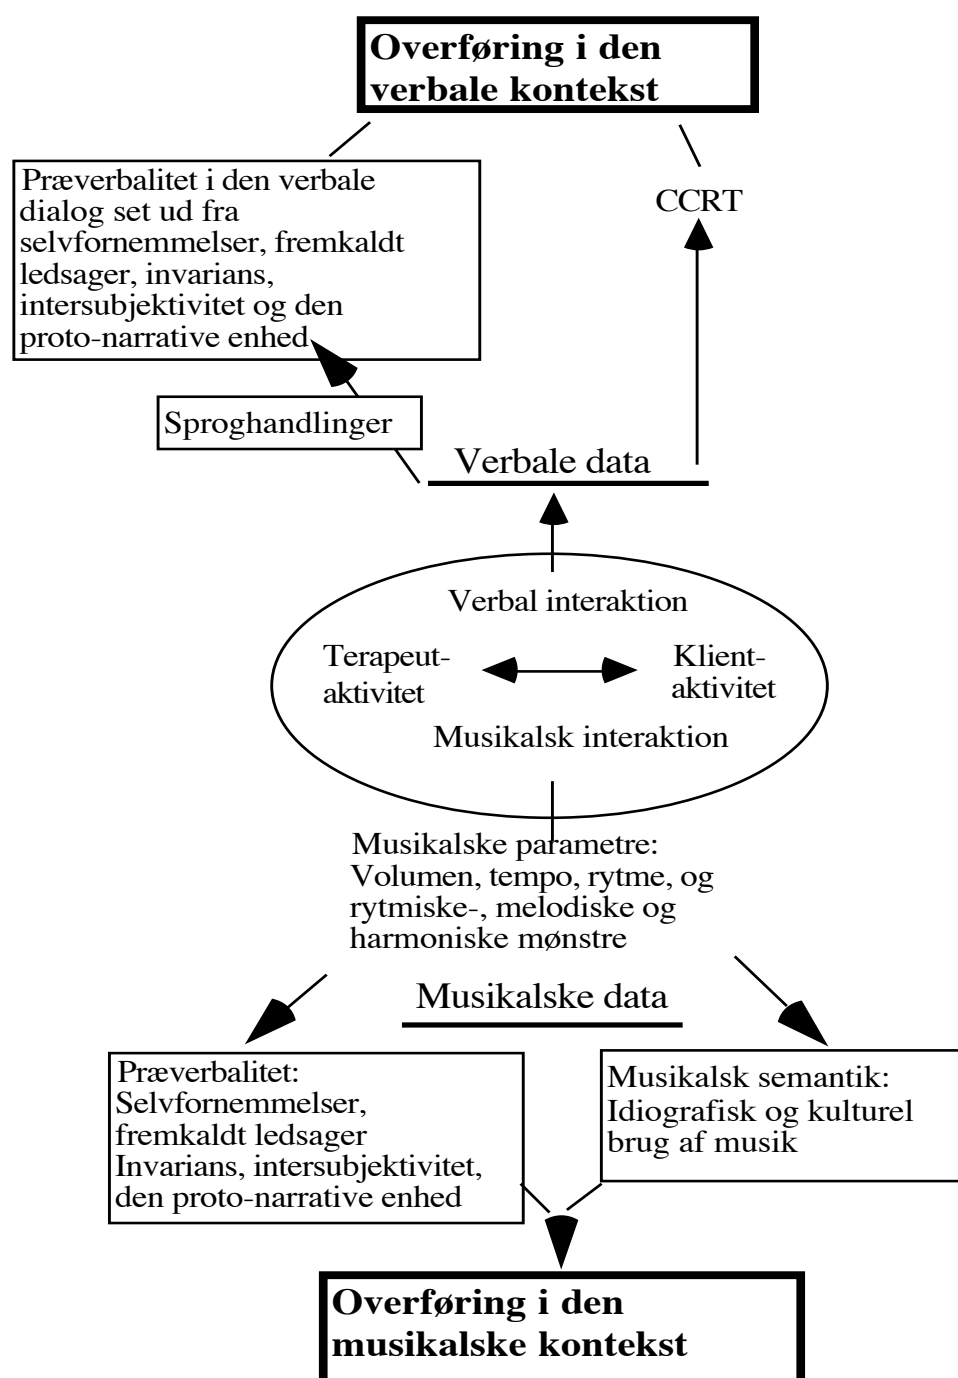 Overføring i den
verbale kontekst
Præverbalitet i den verbale
dialog set ud fra
selvfornemmelser, fremkaldt
ledsager, invarians,
intersubjektivitet og den
proto-narrative enhed
CCRT
Sproghandlinger
Verbale data
Verbal interaktion
Terapeut-
aktivitet
Klient-
aktivitet
Musikalsk interaktion
Musikalske parametre:
Volumen, tempo, rytme, og
rytmiske-, melodiske og
harmoniske mønstre
Musikalske data
Præverbalitet:
Selvfornemmelser,
fremkaldt ledsager
Invarians, intersubjektivitet,
den proto-narrative enhed
Musikalsk semantik:
Idiografisk og kulturel
brug af musik
Overføring i den
musikalske kontekst